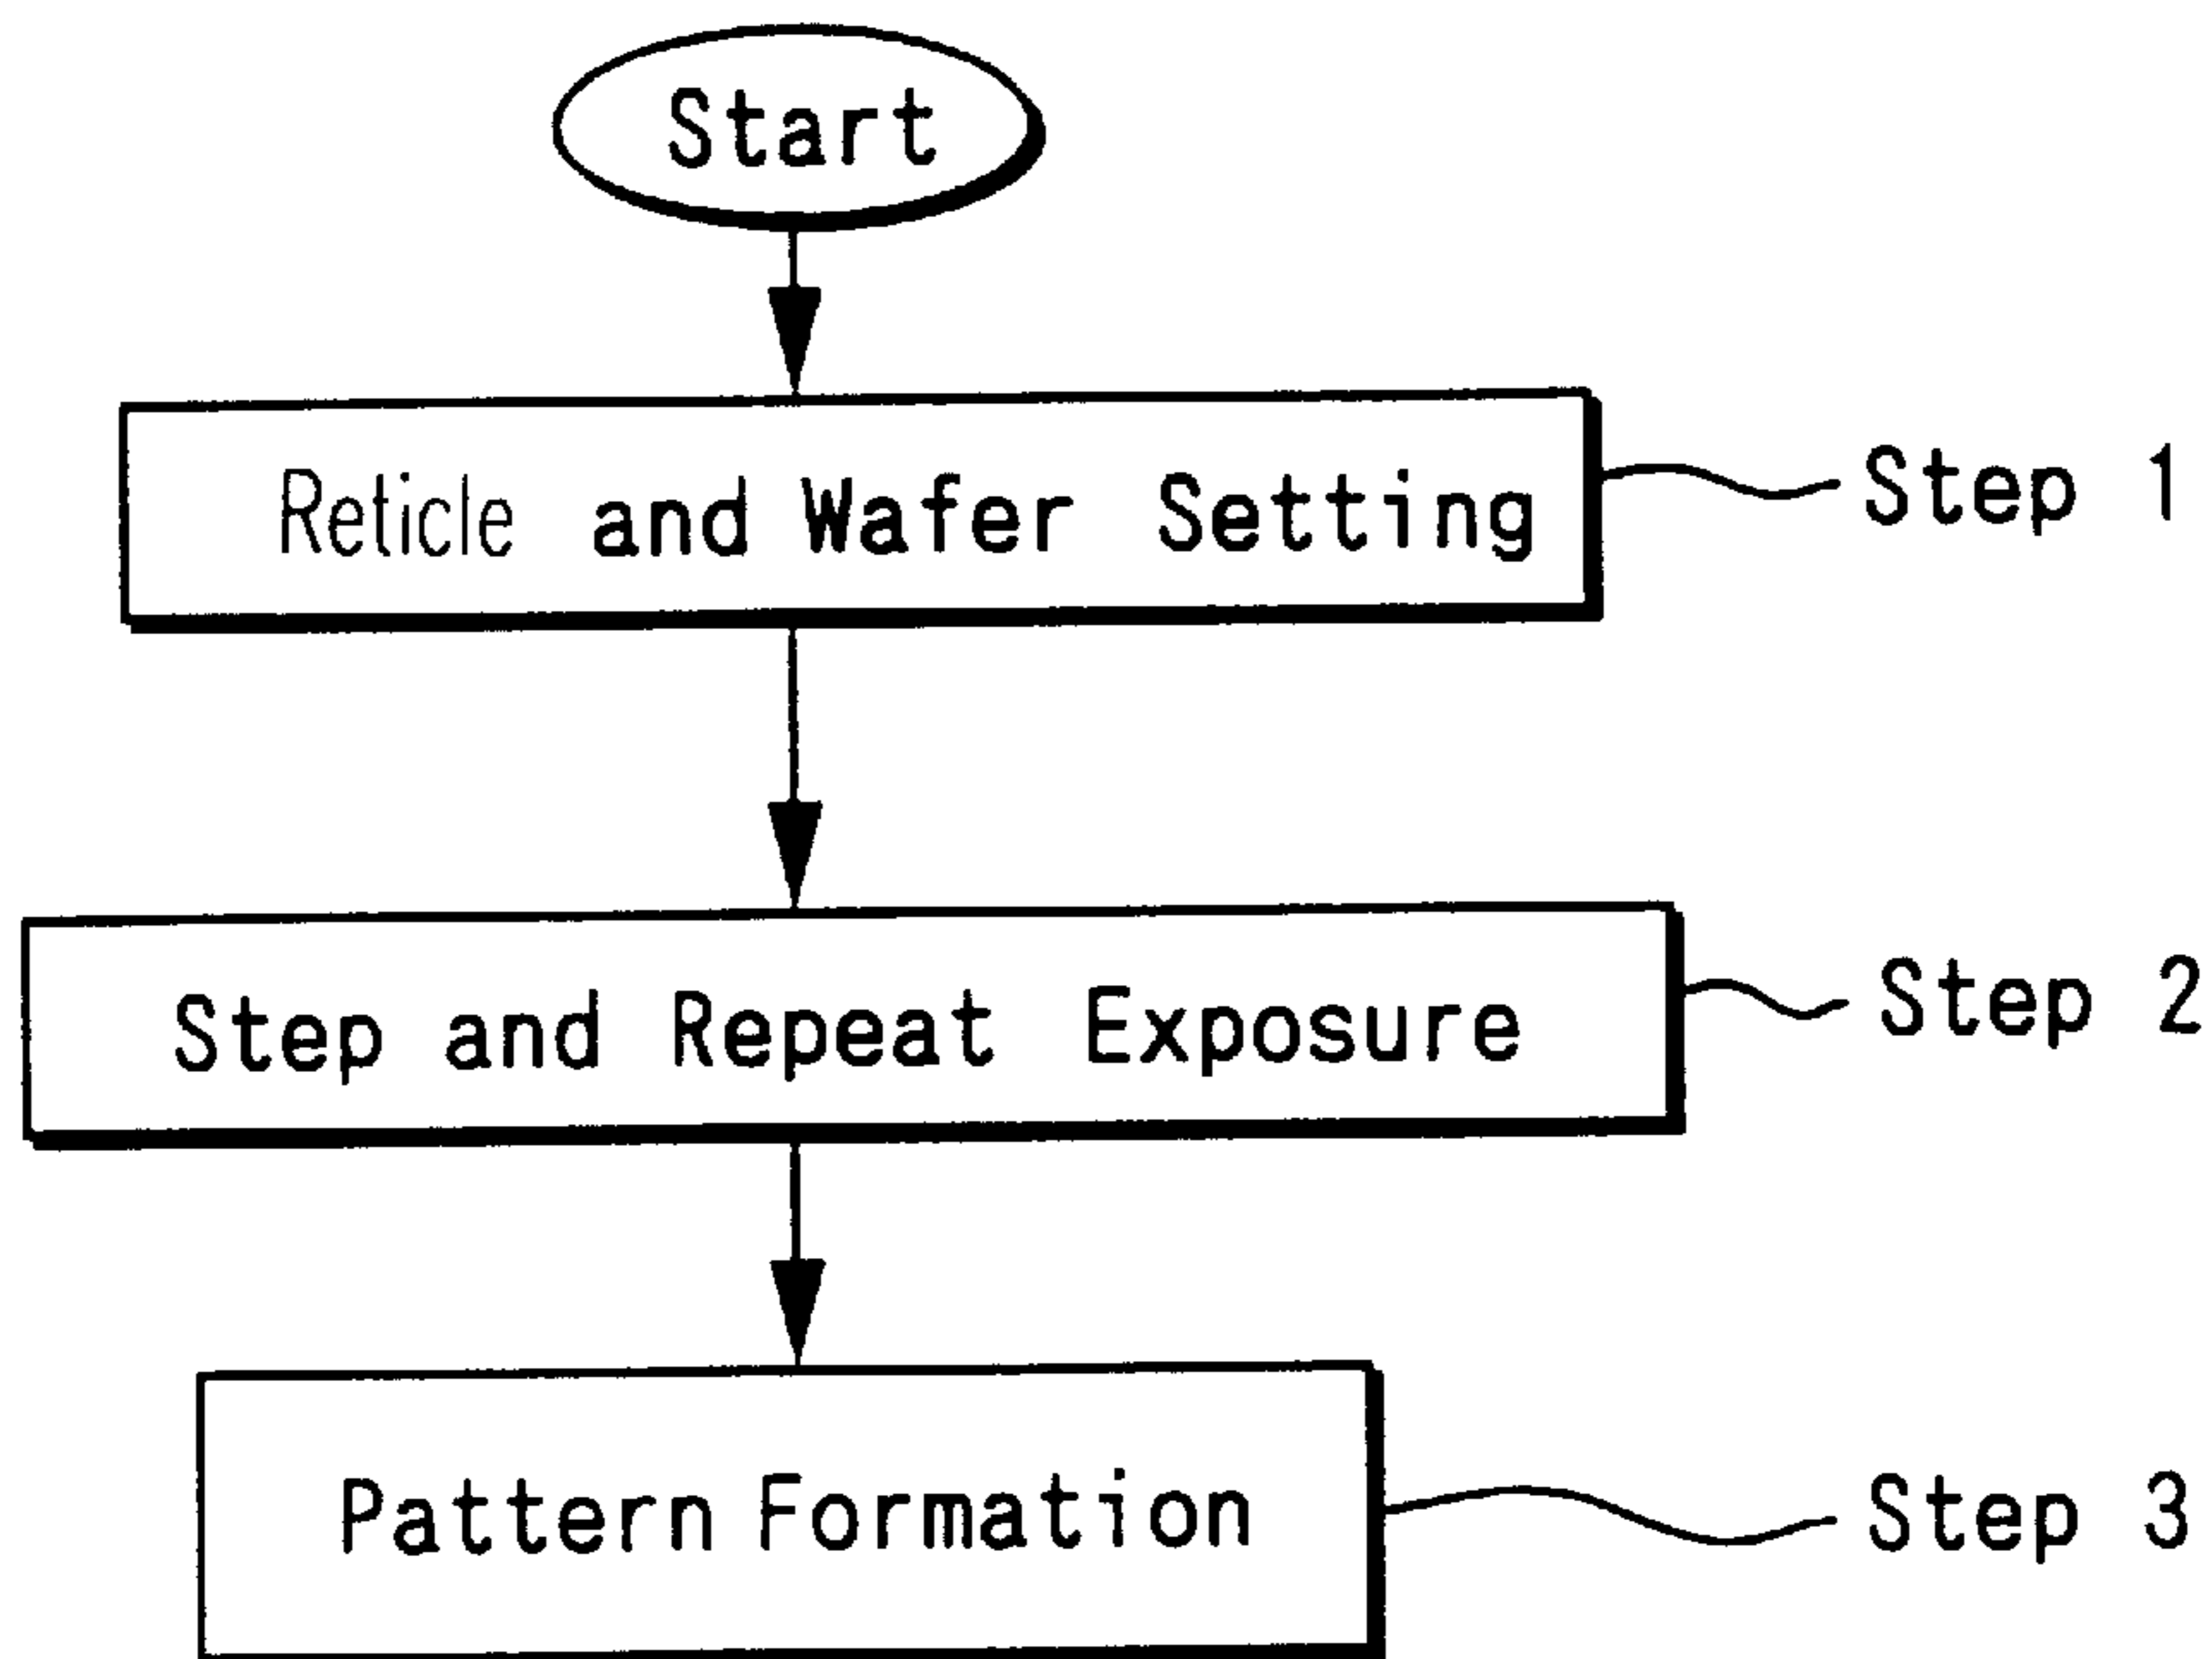 Start
Reticle and Wafer Setting
Step 1
Step and Repeat Exposure
Step 2
Pattern Formation
Step 3